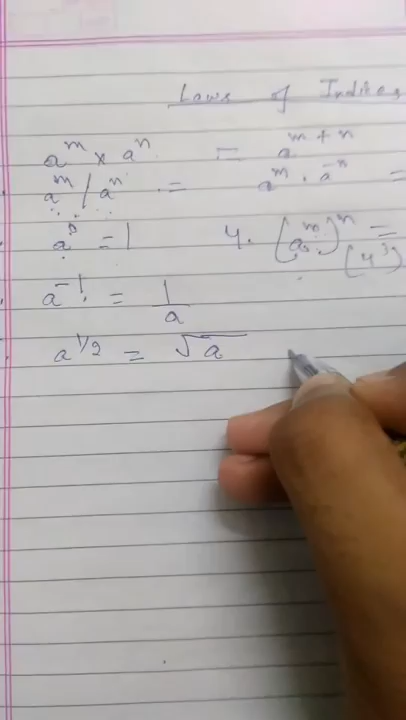 Laws of Indices
a^m × a^n = a^{m+n}
a^m / a^n = a^m · a^{-n} =
a^0 = 1 4. (a^m)^n =
(4^3)
a^{-1} = 1/a
a^{1/2} = √a